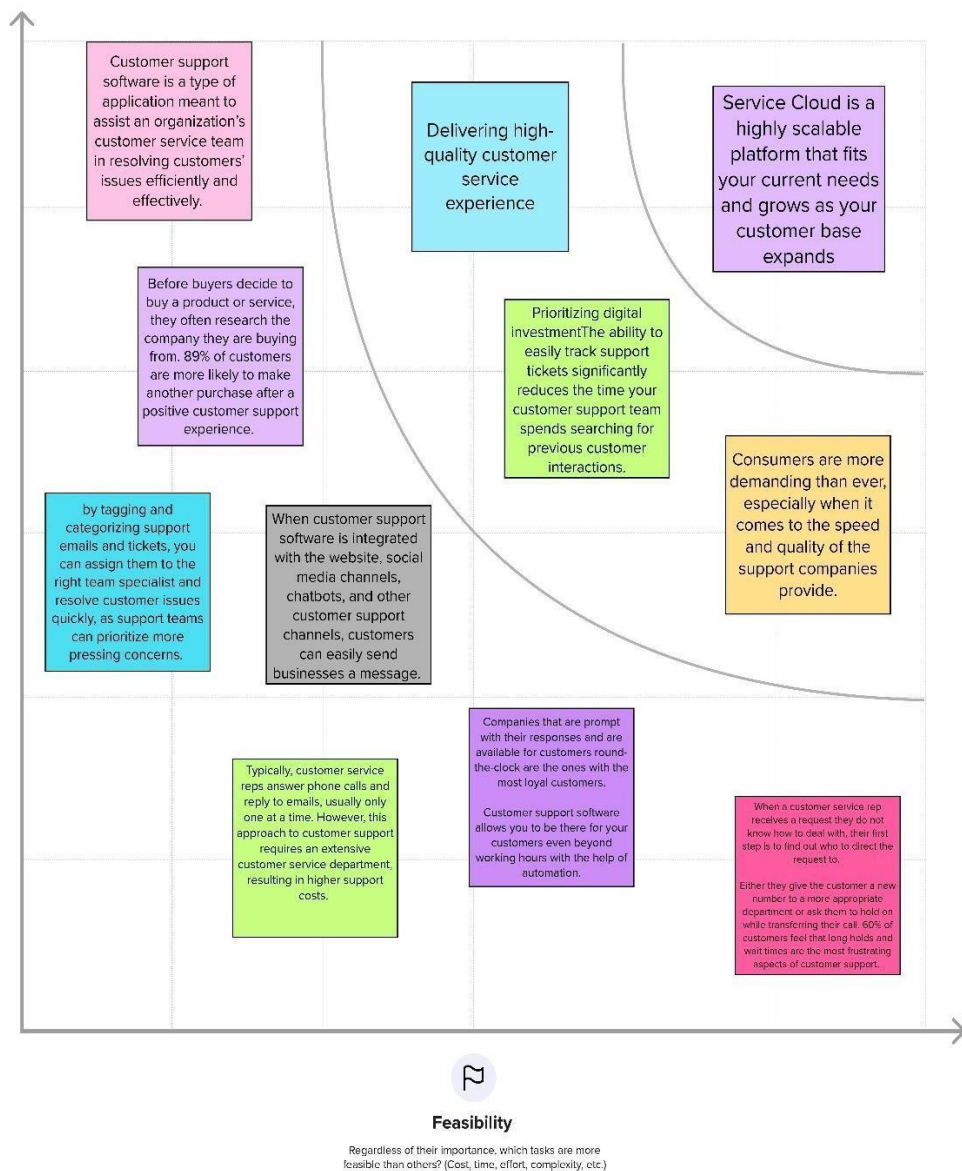 Customer support
software is a type of
application meant to
assist an organization's
customer service team
in resolving customers'
issues efficiently and
effectively.
Delivering high-
quality customer
service
experience
Service Cloud is a
highly scalable
platform that fits
your current needs
and grows as your
customer base
expands
Before buyers decide to
buy a product or service,
they often research the
company they are buying
from. 89% of customers
are more likely to make
another purchase after a
positive customer support
experience.
Prioritizing digital
investmentThe ability to
easily track support
tickets significantly
reduces the time your
customer support team
spends searching for
previous customer
interactions.
Consumers are more
demanding than ever,
especially when it
comes to the speed
and quality of the
support companies
provide.
by tagging and
categorizing support
emails and tickets, you
can assign them to the
right team specialist and
resolve customer issues
quickly, as support teams
can prioritize more
pressing concerns.
When customer support
software is integrated
with the website, social
media channels,
chatbots, and other
customer support
channels, customers
can easily send
businesses a message.
Typically, customer service
reps answer phone calls and
reply to emails, usually only
one at a time. However, this
approach to customer support
requires an extensive
customer service department,
resulting in higher support
costs.
Companies that are prompt
with their responses and are
available for customers round-
the-clock are the ones with the
most loyal customers.
Customer support software
allows you to be there for your
customers even beyond
working hours with the help of
automation.
When a customer service rep
receives a request they do not
know how to deal with, their first
step is to find out who to direct the
request to.
Either they give the customer a new
number to a more appropriate
department or ask them to hold on
while transferring their call. 60% of
customers feel that long holds and
wait times are the most frustrating
aspects of customer support.
Feasibility
Regardless of their importance, which tasks are more
feasible than others? (Cost, time, effort, complexity, etc.)